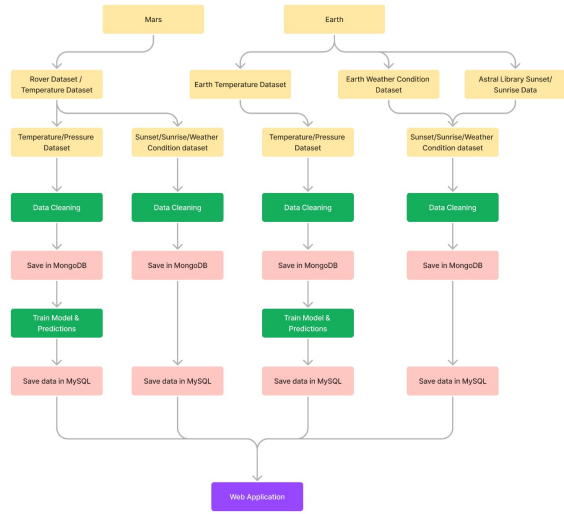 Mars
Earth
Rover Dataset /
Temperature Dataset
Earth Temperature Dataset
Earth Weather Condition
Dataset
Astral Library Sunset/
Sunrise Data
Temperature/Pressure
Dataset
Sunset/Sunrise/Weather
Condition dataset
Temperature/Pressure
Dataset
Sunset/Sunrise/Weather
Condition dataset
Data Cleaning
Data Cleaning
Data Cleaning
Data Cleaning
Save in MongoDB
Save in MongoDB
Save in MongoDB
Save in MongoDB
Train Model &
Predictions
Train Model &
Predictions
Save data in MySQL
Save data in MySQL
Save data in MySQL
Save data in MySQL
Web Application